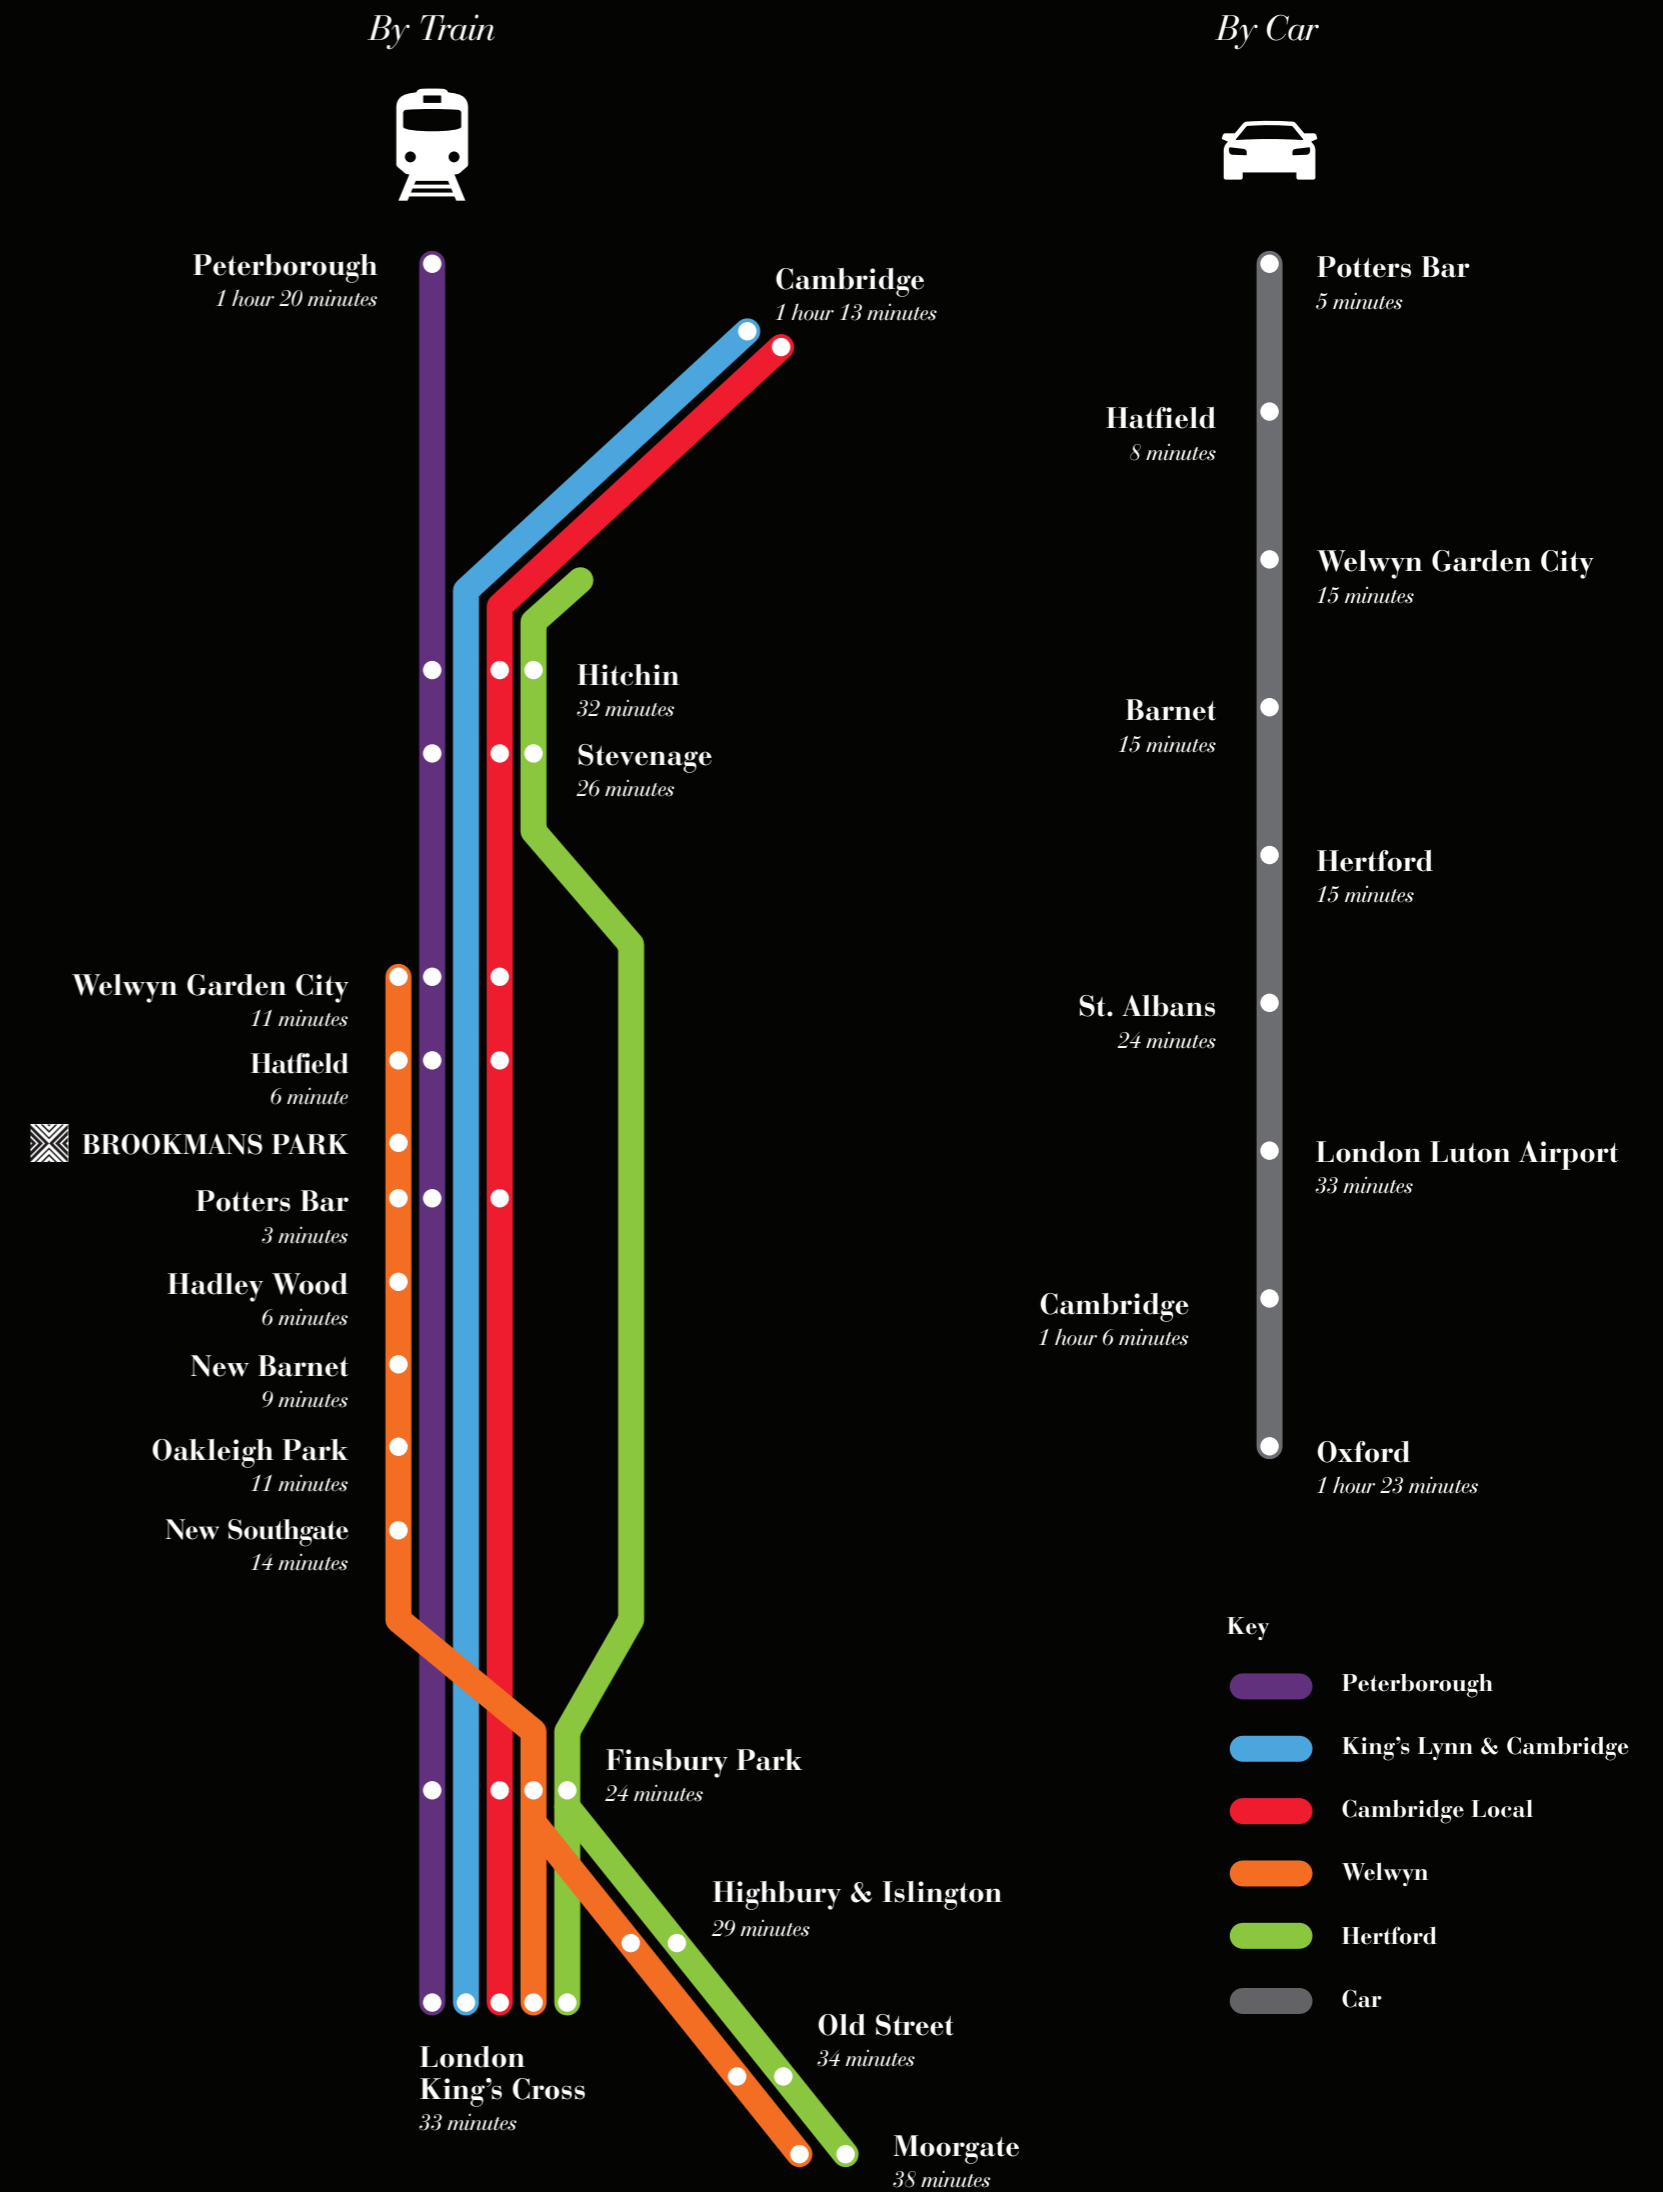 By Train
Peterborough
1 hour 20 minutes
Cambridge
1 hour 13 minutes
Hitchin
32 minutes
Stevenage
26 minutes
Welwyn Garden City
11 minutes
Hatfield
6 minute
BROOKMANS PARK
Potters Bar
3 minutes
Hadley Wood
6 minutes
New Barnet
9 minutes
Oakleigh Park
11 minutes
New Southgate
14 minutes
Finsbury Park
24 minutes
Highbury & Islington
29 minutes
Old Street
34 minutes
London
King's Cross
33 minutes
Moorgate
38 minutes
By Car
Potters Bar
5 minutes
Hatfield
8 minutes
Welwyn Garden City
15 minutes
Barnet
15 minutes
Hertford
15 minutes
St. Albans
24 minutes
London Luton Airport
33 minutes
Cambridge
1 hour 6 minutes
Oxford
1 hour 23 minutes
Key
Peterborough
King's Lynn & Cambridge
Cambridge Local
Welwyn
Hertford
Car